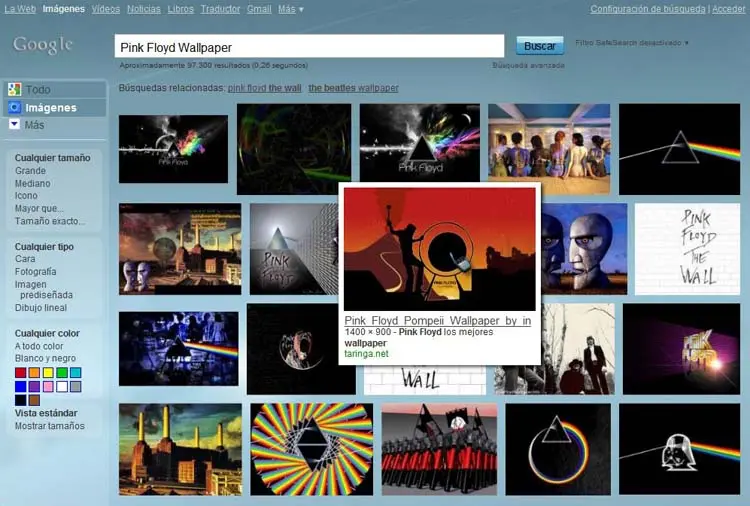 La Web Imágenes Vídeos Noticias Libros Traductor Gmail Más ▼
Configuración de búsqueda | Acceder
Google
Pink Floyd Wallpaper
Buscar
Filtro SafeSearch desactivado ▼
Aproximadamente 97.300 resultados (0,26 segundos)
Búsqueda avanzada
Todo
Imágenes
Más
Búsquedas relacionadas: pink floyd the wall the beatles wallpaper
Cualquier tamaño
Grande
Mediano
Icono
Mayor que...
Tamaño exacto...
Cualquier tipo
Cara
Fotografía
Imagen
prediseñada
Dibujo lineal
Cualquier color
A todo color
Blanco y negro
Vista estándar
Mostrar tamaños
Pink Floyd
Pink Floyd
PINK
FLOYD
PINK
FLOYD
THE
WALL
Pink Floyd Pompeii Wallpaper by in
1400 × 900 - Pink Floyd los mejores
wallpaper
taringa.net
WALL
PINK
FLOYD